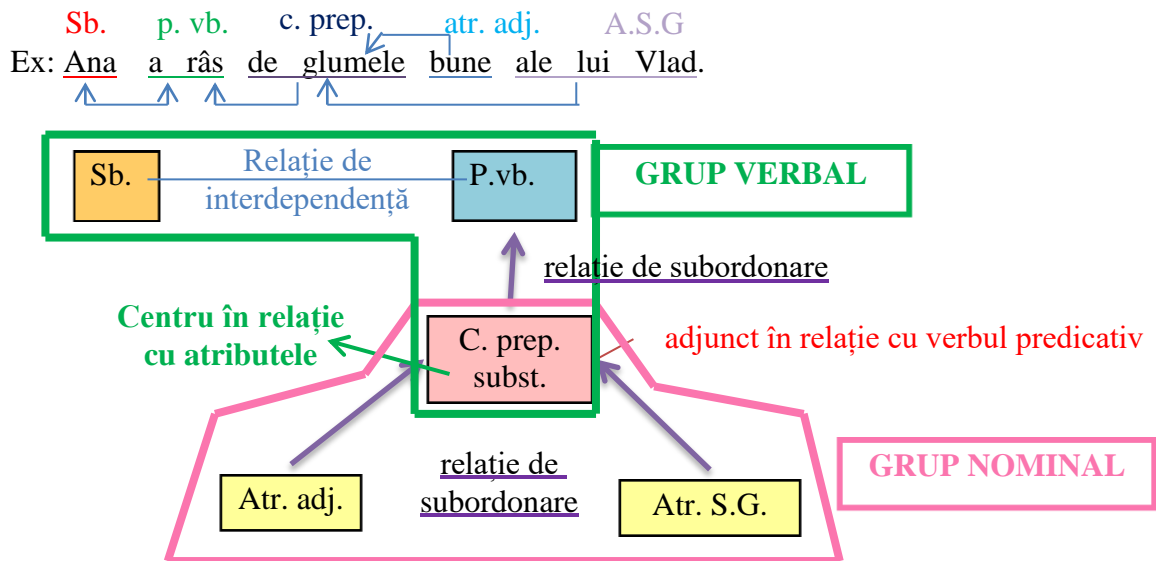 Sb. p. vb. c. prep. atr. adj. A.S.G
Ex: Ana a râs de glumele bune ale lui Vlad.
Sb.
Relație de
interdependență
P.vb.
GRUP VERBAL
relație de subordonare
Centru în relație
cu atributele
C. prep.
subst.
adjunct în relație cu verbul predicativ
relație de
subordonare
GRUP NOMINAL
Atr. adj.
Atr. S.G.